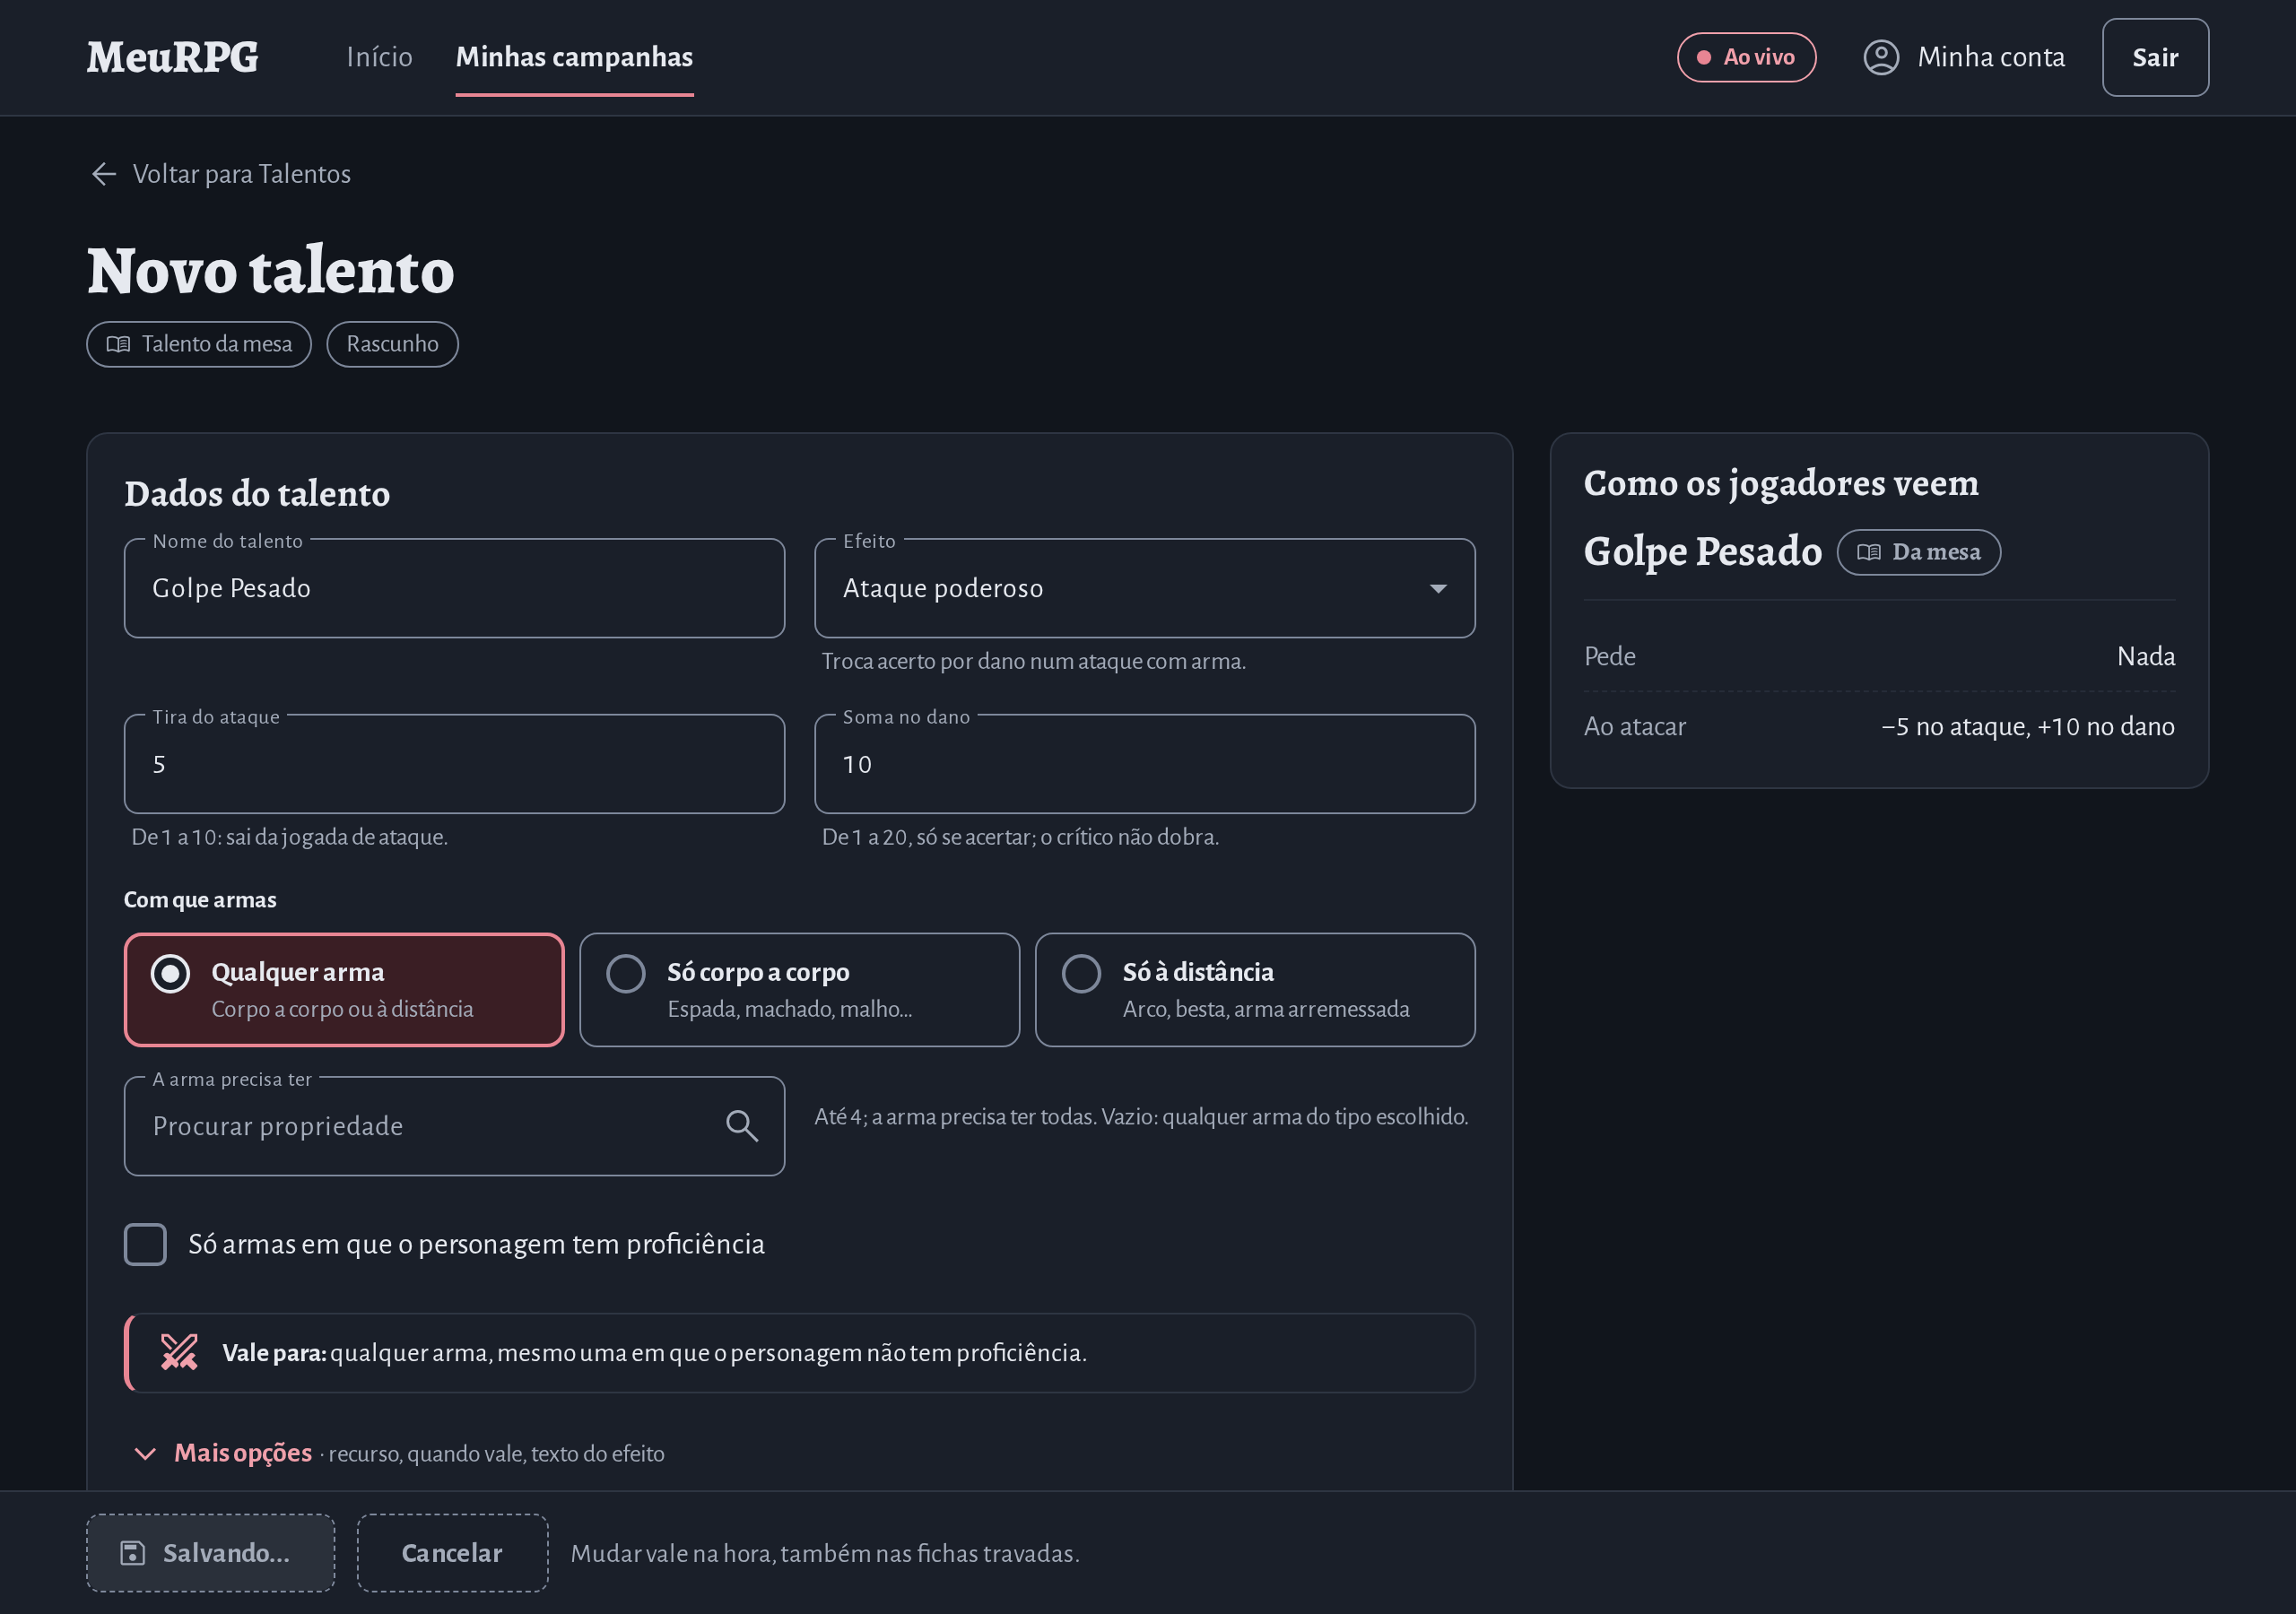 MeuRPG
Início
Minhas campanhas
Ao vivo
Minha conta
Sair
Voltar para Talentos
Novo talento
Talento da mesa
Rascunho
Dados do talento
Nome do talento
Golpe Pesado
Efeito
Ataque poderoso
Troca acerto por dano num ataque com arma.
Tira do ataque
5
De 1 a 10: sai da jogada de ataque.
Soma no dano
10
De 1 a 20, só se acertar; o crítico não dobra.
Com que armas
Qualquer arma
Corpo a corpo ou à distância
Só corpo a corpo
Espada, machado, malho...
Só à distância
Arco, besta, arma arremessada
A arma precisa ter
Procurar propriedade
Até 4; a arma precisa ter todas. Vazio: qualquer arma do tipo escolhido.
Só armas em que o personagem tem proficiência
Vale para: qualquer arma, mesmo uma em que o personagem não tem proficiência.
Mais opções · recurso, quando vale, texto do efeito
Como os jogadores veem
Golpe Pesado
Da mesa
Pede
Nada
Ao atacar
−5 no ataque, +10 no dano
Salvando...
Cancelar
Mudar vale na hora, também nas fichas travadas.